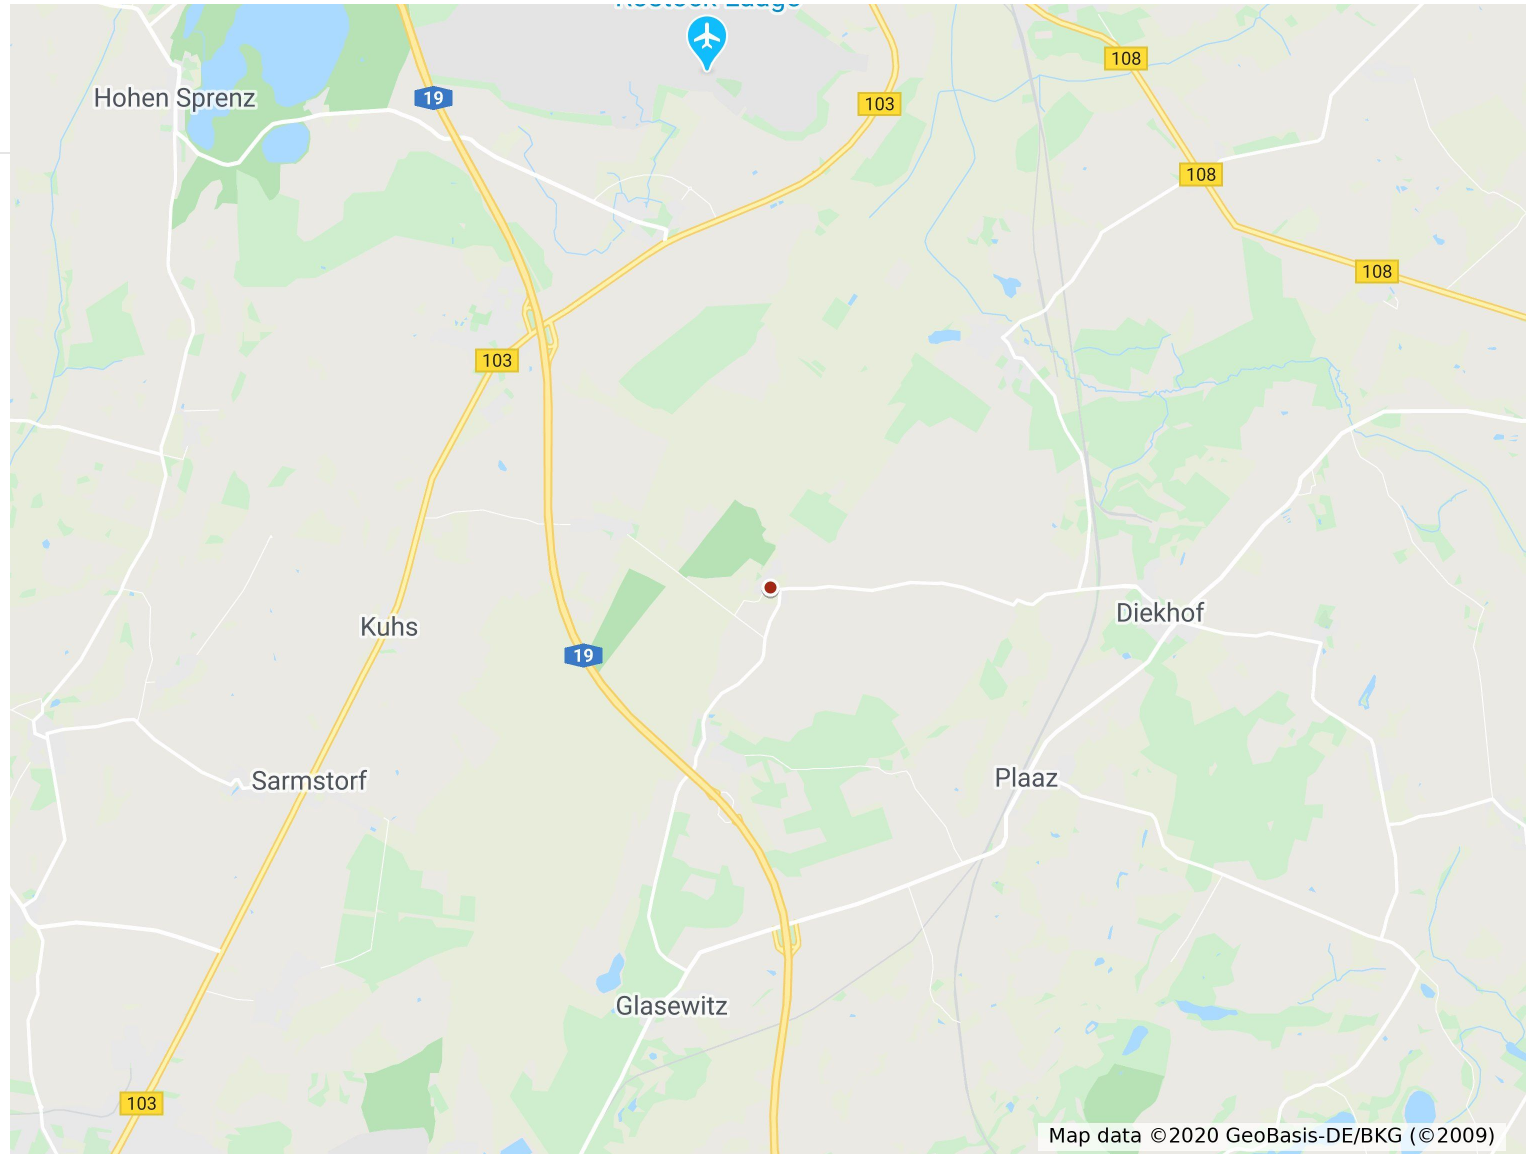 108
Hohen Sprenz
19
103
108
108
103
Kuhs
Diekhof
19
Sarmstorf
Plaaz
Glasewitz
103
Map data ©2020 GeoBasis-DE/BKG (©2009)